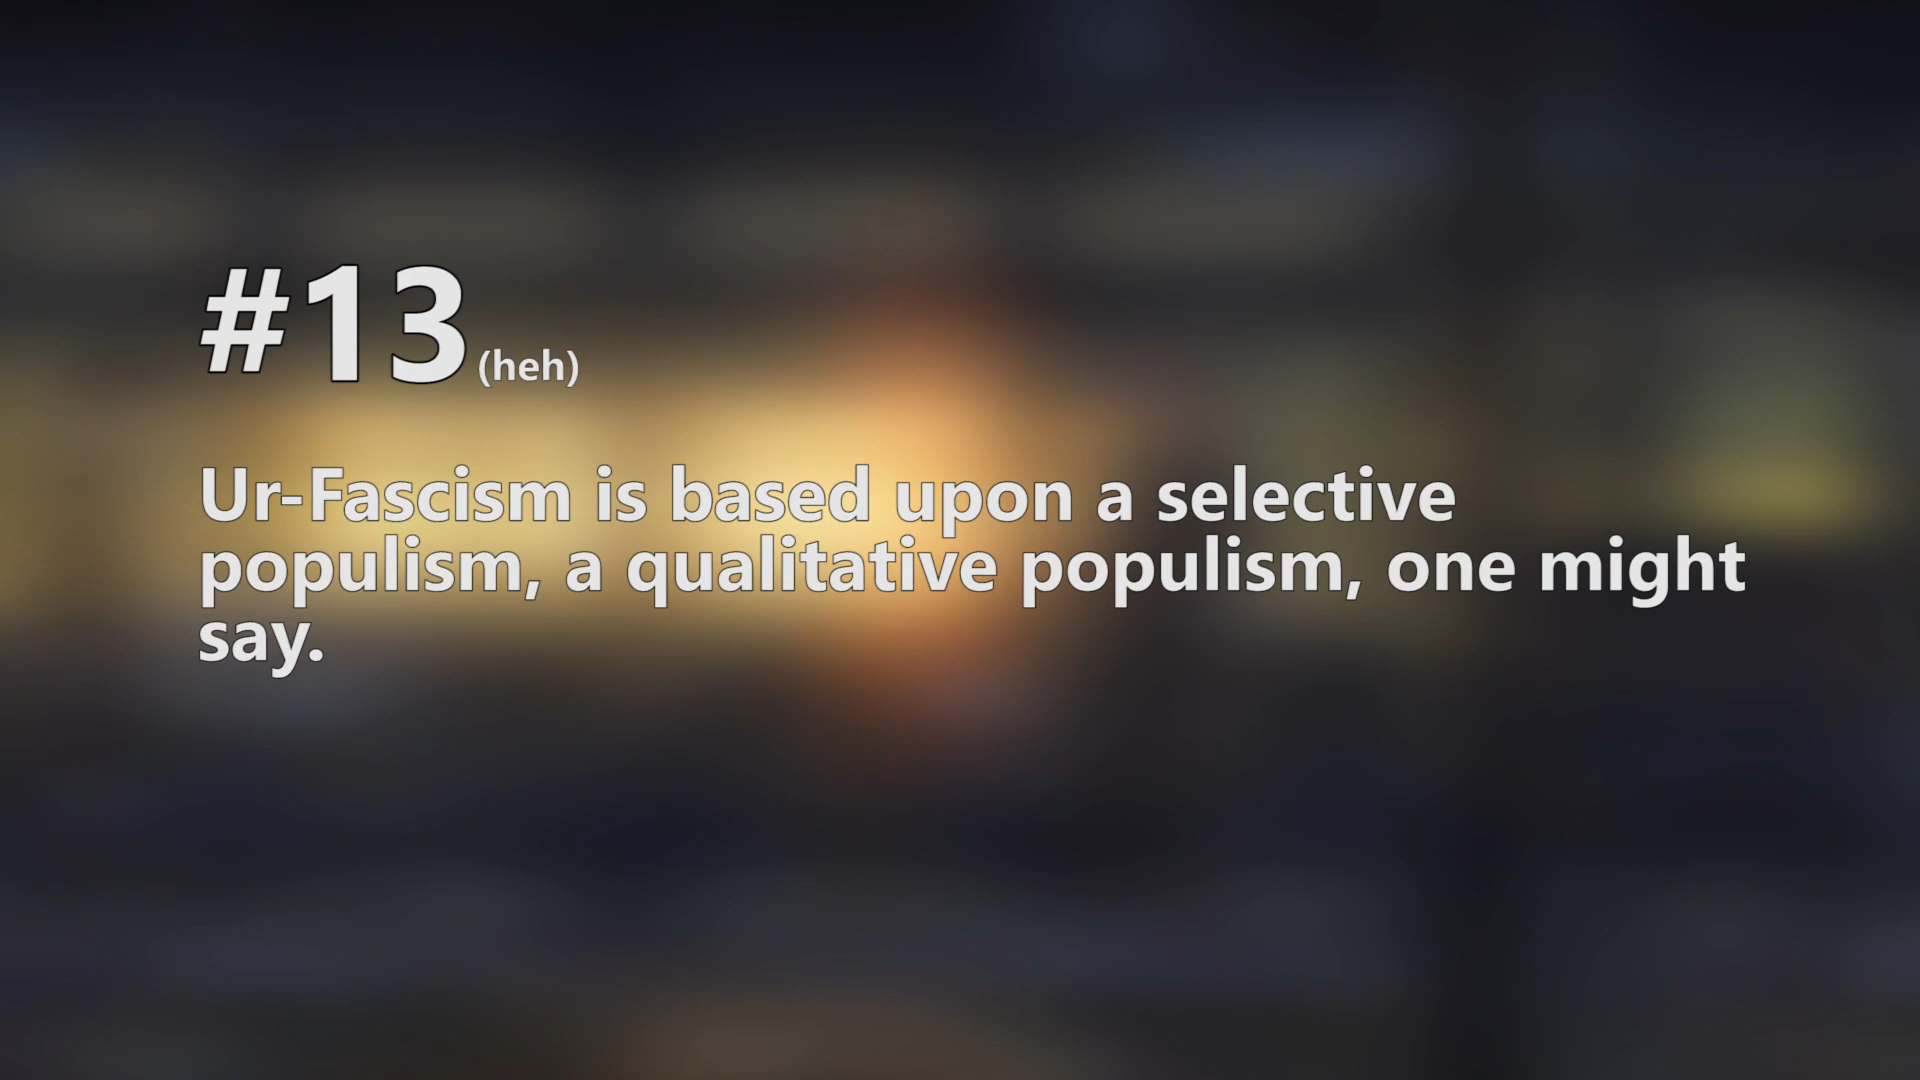 #13 (heh)
Ur-Fascism is based upon a selective
populism, a qualitative populism, one might
say.